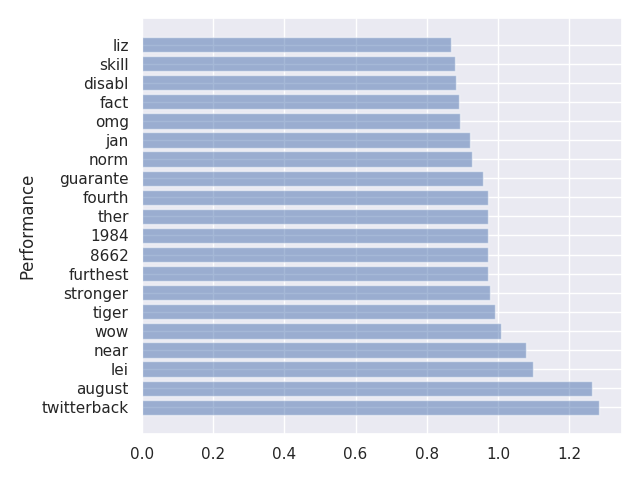 Performance
liz
skill
disabl
fact
omg
jan
norm
guarante
fourth
ther
1984
8662
furthest
stronger
tiger
wow
near
lei
august
twitterback
0.0 0.2 0.4 0.6 0.8 1.0 1.2